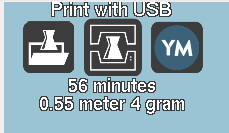 Print with USB
YM
56 minutes
0.55 meter 4 gram